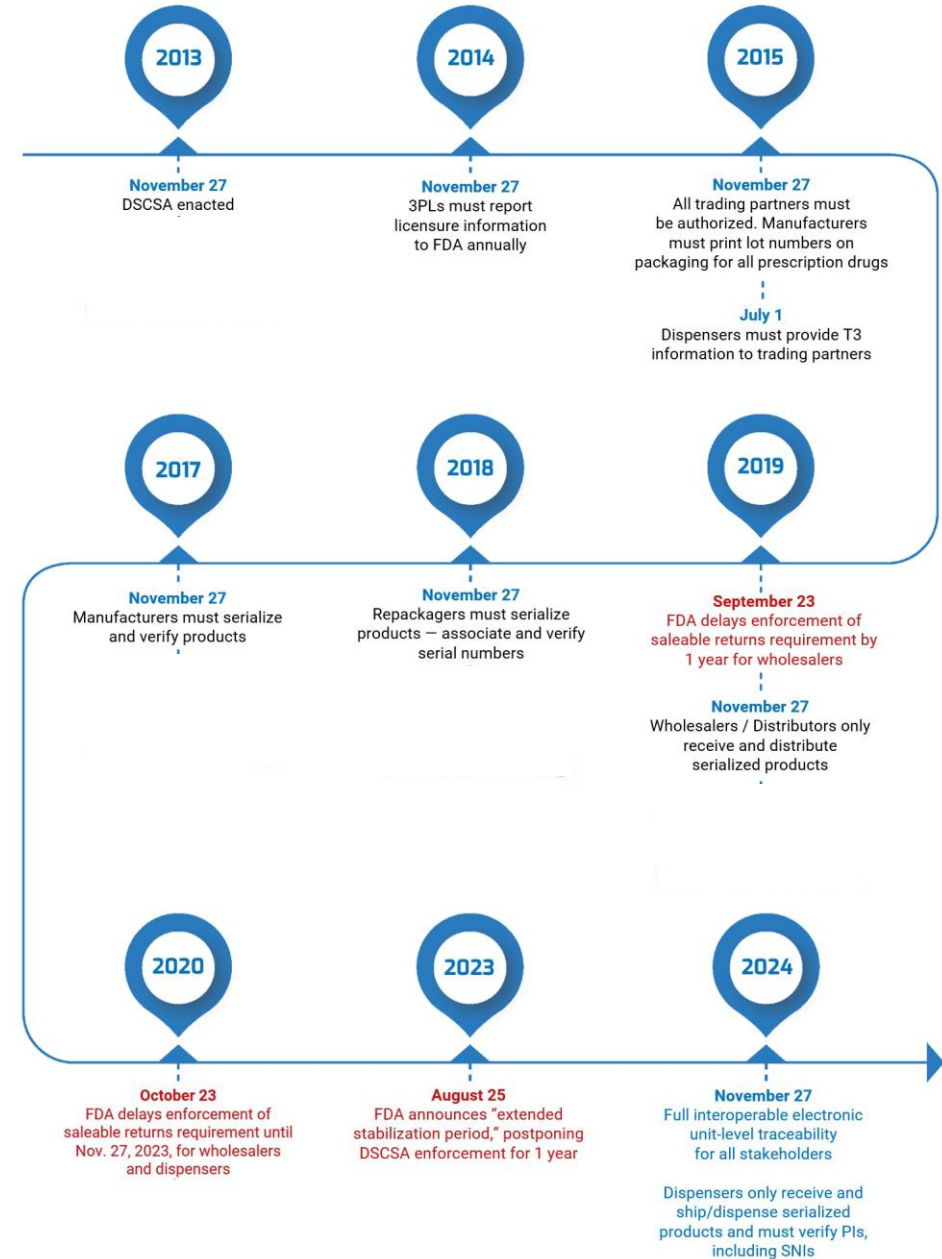 2013
November 27
DSCSA enacted
2014
November 27
3PLs must report
licensure information
to FDA annually
2015
November 27
All trading partners must
be authorized. Manufacturers
must print lot numbers on
packaging for all prescription drugs
July 1
Dispensers must provide T3
information to trading partners
2017
November 27
Manufacturers must serialize
and verify products
2018
November 27
Repackagers must serialize
products — associate and verify
serial numbers
2019
September 23
FDA delays enforcement of
saleable returns requirement by
1 year for wholesalers
November 27
Wholesalers / Distributors only
receive and distribute
serialized products
2020
October 23
FDA delays enforcement of
saleable returns requirement until
Nov. 27, 2023, for wholesalers
and dispensers
2023
August 25
FDA announces “extended
stabilization period,” postponing
DSCSA enforcement for 1 year
2024
November 27
Full interoperable electronic
unit-level traceability
for all stakeholders
Dispensers only receive and
ship/dispense serialized
products and must verify PIs,
including SNIs